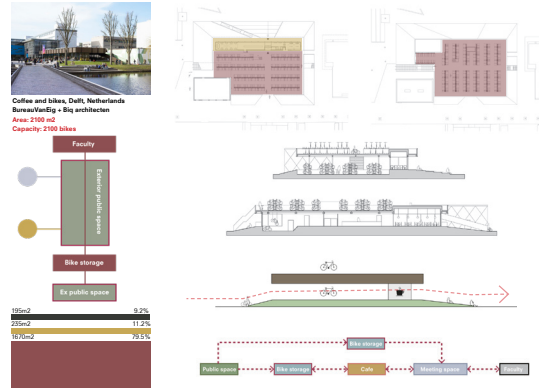 Coffee and bikes, Delft, Netherlands
BureauVanEig + Biq architecten
Area: 2100 m2
Capacity: 2100 bikes
Faculty
Exterior public space
Bike storage
Ex public space
195m2 9.2%
235m2 11.2%
1670m2 79.5%
Bike storage
Public space Bike storage Cafe Meeting space Faculty